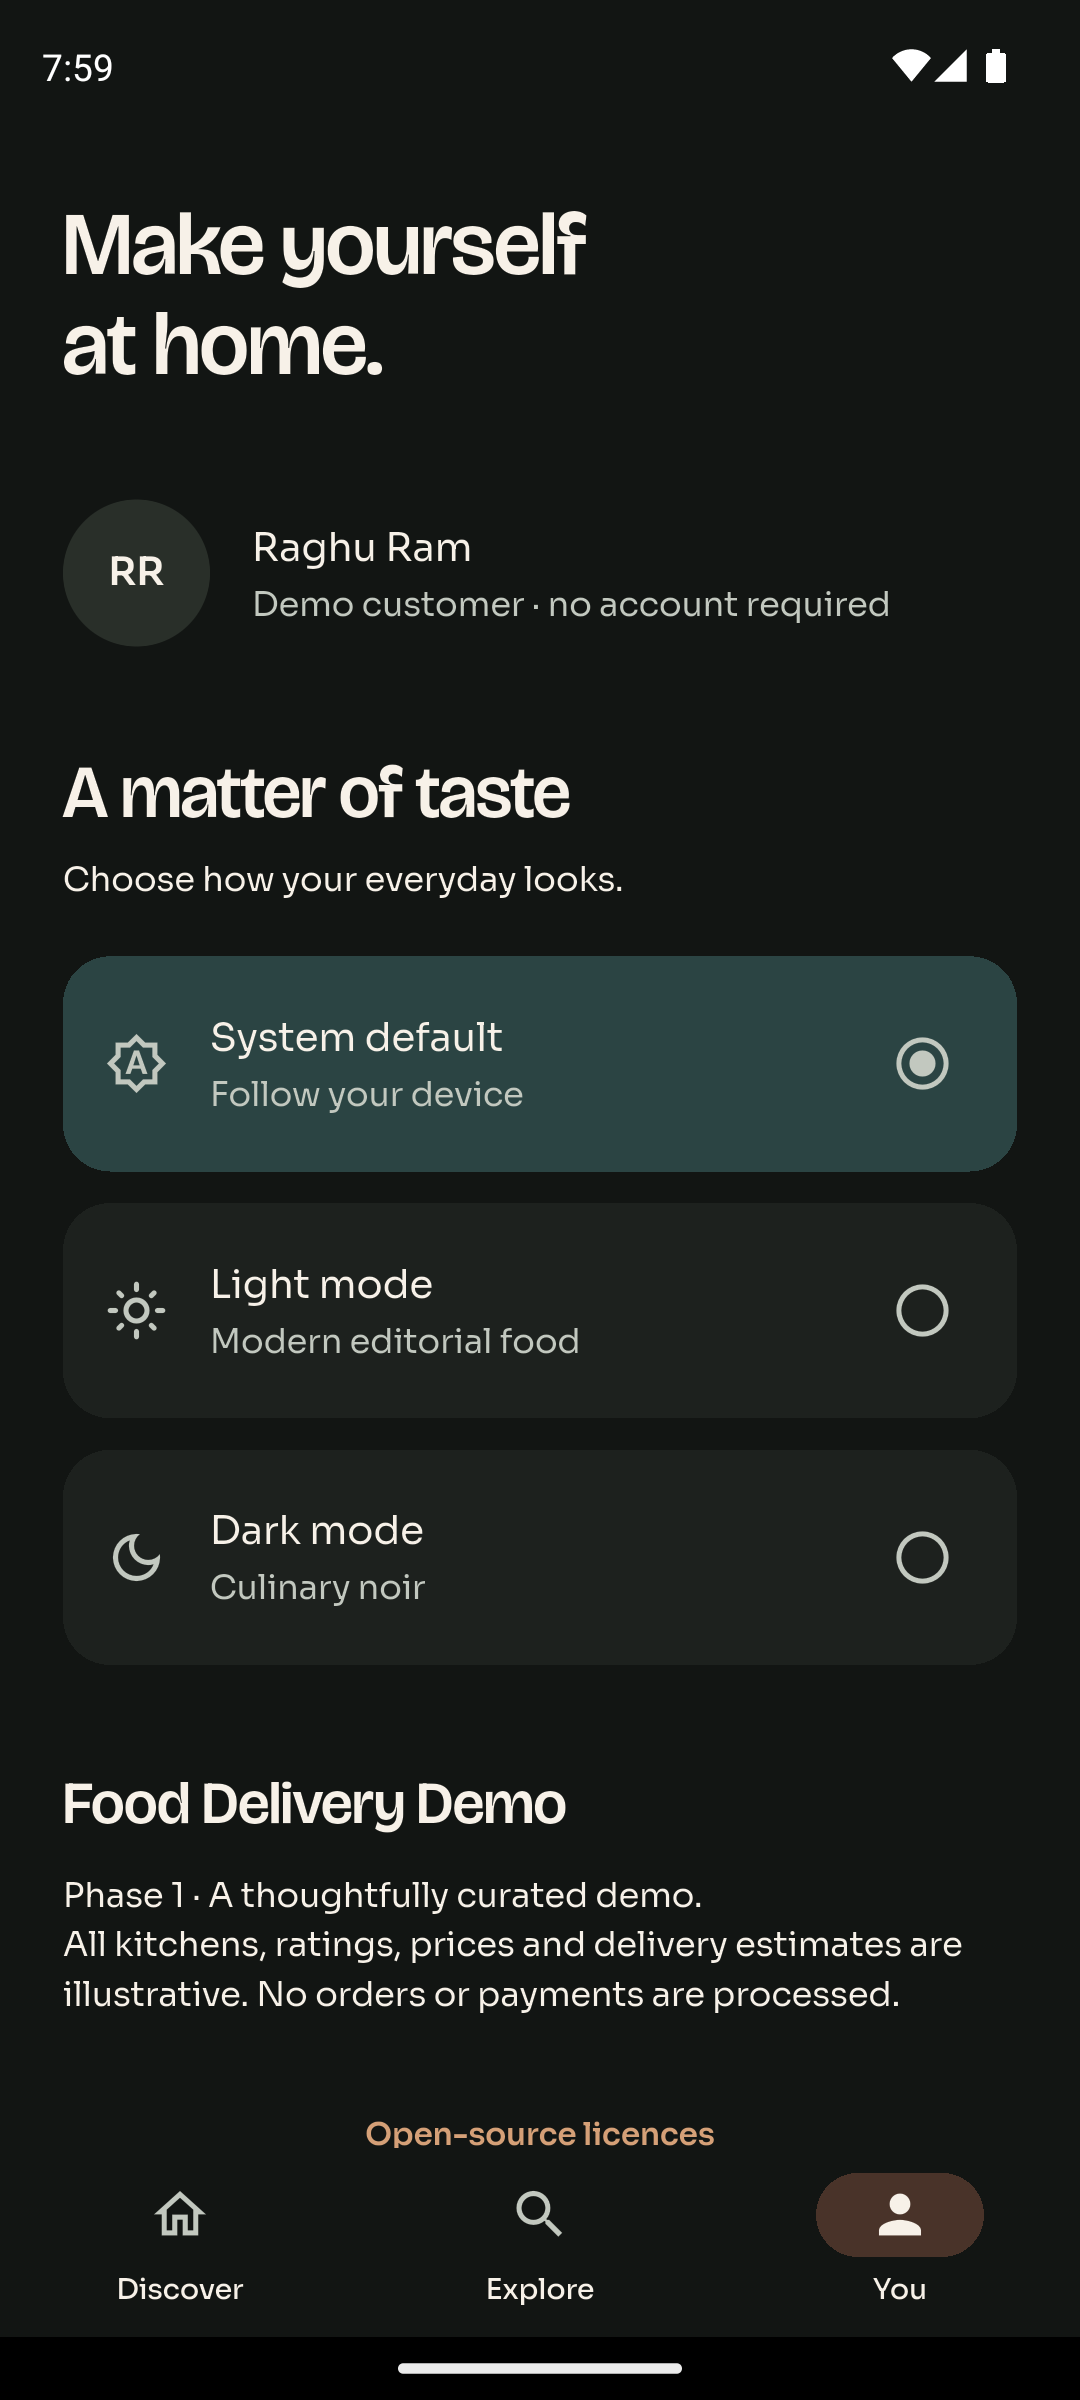 7:59
Make yourself
at home.
RR
Raghu Ram
Demo customer · no account required
A matter of taste
Choose how your everyday looks.
A
System default
Follow your device
Light mode
Modern editorial food
Dark mode
Culinary noir
Food Delivery Demo
Phase 1 · A thoughtfully curated demo.
All kitchens, ratings, prices and delivery estimates are
illustrative. No orders or payments are processed.
Open-source licences
Discover
Explore
You